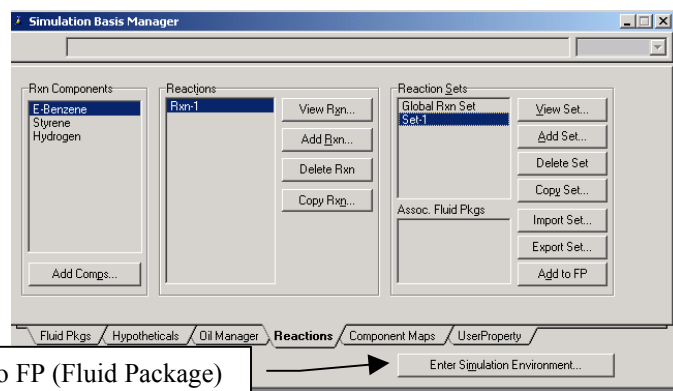 Simulation Basis Manager
Rxn Components
E-Benzene
Styrene
Hydrogen
Add Comps...
Reactions
Rxn-1
View Rxn...
Add Rxn...
Delete Rxn
Copy Rxn...
Reaction Sets
Global Rxn Set
Set-1
Assoc. Fluid Pkgs
View Set...
Add Set...
Delete Set
Copy Set...
Import Set...
Export Set...
Add to FP
Fluid Pkgs
Hypotheticals
Oil Manager
Reactions
Component Maps
UserProperty
FP (Fluid Package)
Enter Simulation Environment...